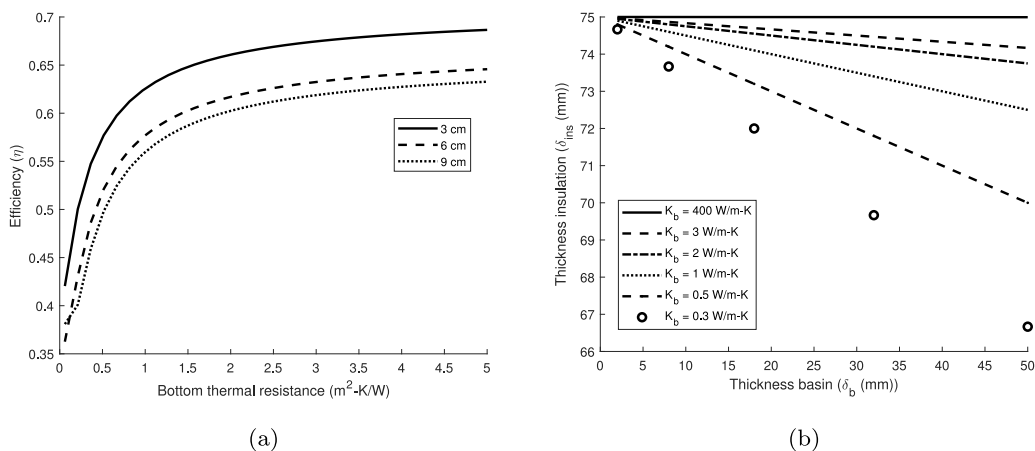 0.7
0.65
0.6
0.55
0.5
0.45
0.4
0.35
Efficiency (η)
0 0.5 1 1.5 2 2.5 3 3.5 4 4.5 5
Bottom thermal resistance (m²-K/W)
3 cm
6 cm
9 cm
(a)
75
74
73
72
71
70
69
68
67
66
Thickness insulation (δins (mm))
0 5 10 15 20 25 30 35 40 45 50
Thickness basin (δb (mm))
Kb = 400 W/m-K
Kb = 3 W/m-K
Kb = 2 W/m-K
Kb = 1 W/m-K
Kb = 0.5 W/m-K
Kb = 0.3 W/m-K
(b)